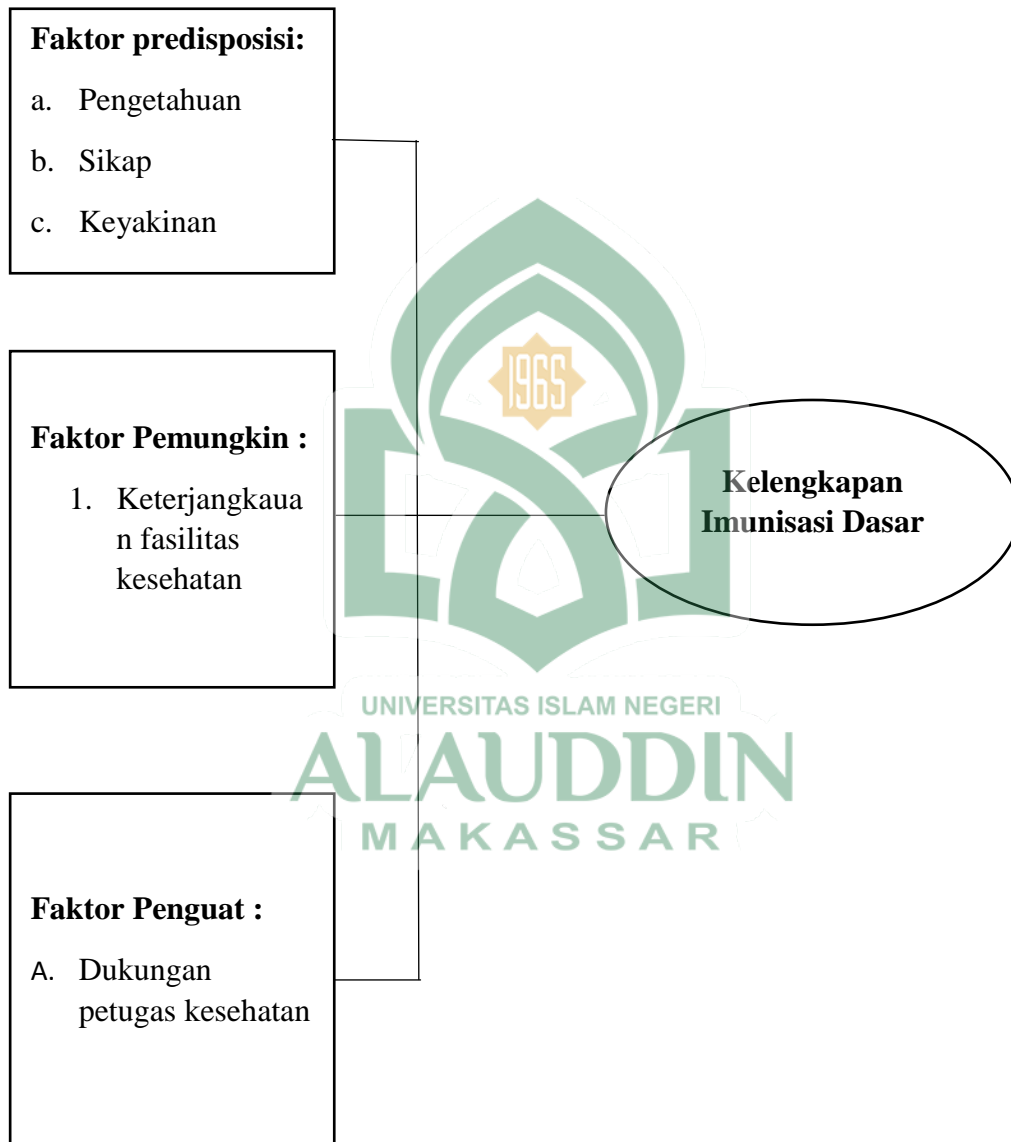 Faktor predisposisi:
a. Pengetahuan
b. Sikap
c. Keyakinan
Faktor Pemungkin :
1. Keterjangkaua
n fasilitas
kesehatan
Faktor Penguat :
A. Dukungan
petugas kesehatan
1965
UNIVERSITAS ISLAM NEGERI
ALAUDDIN
MAKASSAR
Kelengkapan
Imunisasi Dasar